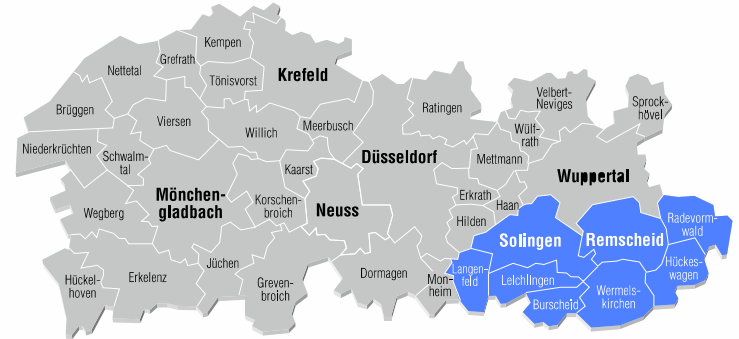 Kempen
Grefrath
Nettetal
Tönisvorst
Krefeld
Brüggen
Viersen
Willich
Meerbusch
Ratingen
Velbert-
Neviges
Sprock-
hövel
Wülf-
rath
Niederkrüchten
Schwalm-
tal
Kaarst
Düsseldorf
Mettmann
Wuppertal
Mönchen-
gladbach
Korschen-
broich
Neuss
Erkrath
Haan
Hilden
Wegberg
Solingen
Remscheid
Radevorm-
wald
Hückel-
hoven
Erkelenz
Jüchen
Greven-
broich
Dormagen
Mon-
heim
Langen-
feld
Leichlingen
Burscheid
Wermels-
kirchen
Hückes-
wagen